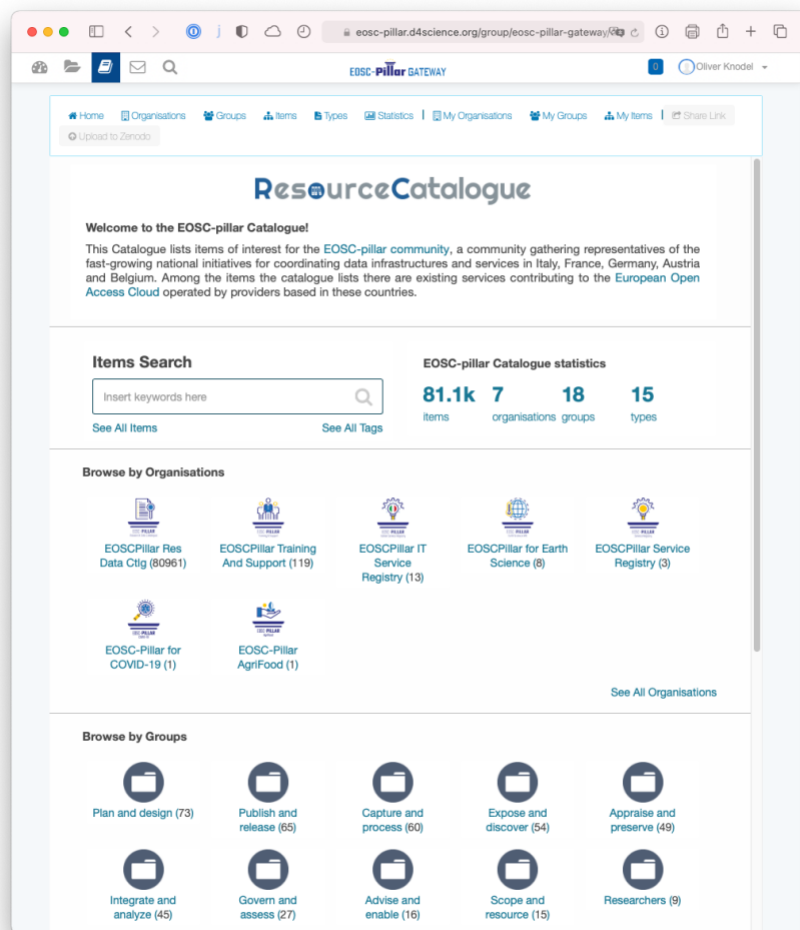 eosc-pillar.d4science.org/group/eosc-pillar-gateway/
EOSC-Pillar GATEWAY
0
Oliver Knodel
Home Organisations Groups Items Types Statistics My Organisations My Groups My Items Share Link
Upload to Zenodo
ResourceCatalogue
Welcome to the EOSC-pillar Catalogue!
This Catalogue lists items of interest for the EOSC-pillar community, a community gathering representatives of the
fast-growing national initiatives for coordinating data infrastructures and services in Italy, France, Germany, Austria
and Belgium. Among the items the catalogue lists there are existing services contributing to the European Open
Access Cloud operated by providers based in these countries.
Items Search
Insert keywords here
See All Items
See All Tags
EOSC-pillar Catalogue statistics
81.1k 7 18 15
items organisations groups types
Browse by Organisations
EOSCPillar Res
Data Ctlg (80961)
EOSCPillar Training
And Support (119)
EOSCPillar IT
Service
Registry (13)
EOSCPillar for Earth
Science (8)
EOSCPillar Service
Registry (3)
EOSC-Pillar for
COVID-19 (1)
EOSC-Pillar
AgriFood (1)
See All Organisations
Browse by Groups
Plan and design (73)
Publish and
release (65)
Capture and
process (60)
Expose and
discover (54)
Appraise and
preserve (49)
Integrate and
analyze (45)
Govern and
assess (27)
Advise and
enable (16)
Scope and
resource (15)
Researchers (9)